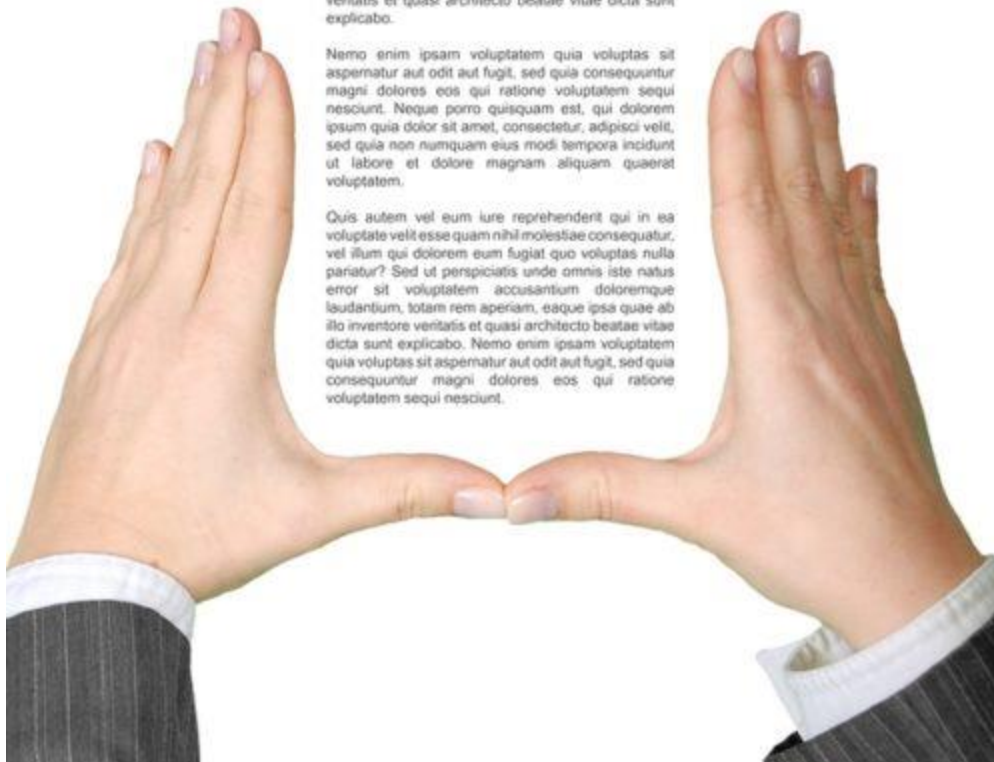 veritatis et quasi architecto beatae vitae dicta sunt
explicabo.
Nemo enim ipsam voluptatem quia voluptas sit
aspernatur aut odit aut fugit, sed quia consequuntur
magni dolores eos qui ratione voluptatem sequi
nesciunt. Neque porro quisquam est, qui dolorem
ipsum quia dolor sit amet, consectetur, adipisci velit,
sed quia non numquam eius modi tempora incidunt
ut labore et dolore magnam aliquam quaerat
voluptatem.
Quis autem vel eum iure reprehenderit qui in ea
voluptate velit esse quam nihil molestiae consequatur,
vel illum qui dolorem eum fugiat quo voluptas nulla
pariatur? Sed ut perspiciatis unde omnis iste natus
error sit voluptatem accusantium doloremque
laudantium, totam rem aperiam, eaque ipsa quae ab
illo inventore veritatis et quasi architecto beatae vitae
dicta sunt explicabo. Nemo enim ipsam voluptatem
quia voluptas sit aspernatur aut odit aut fugit, sed quia
consequuntur magni dolores eos qui ratione
voluptatem sequi nesciunt.